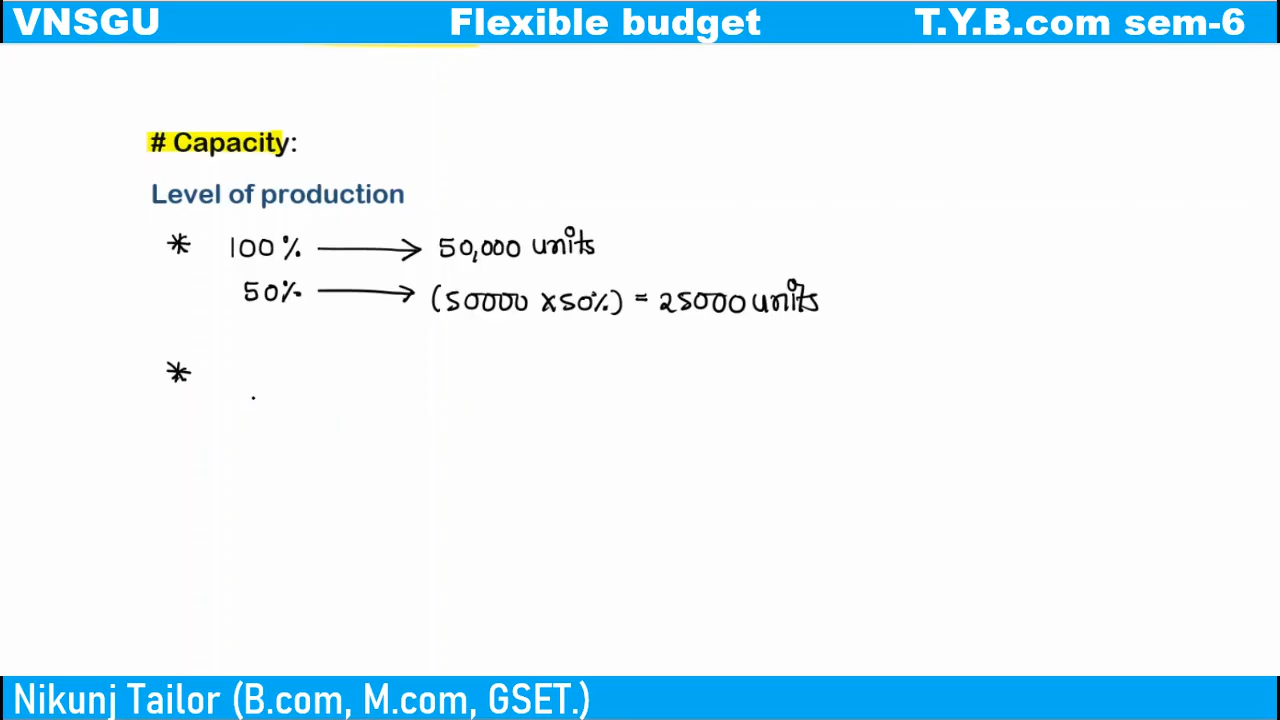 VNSGU Flexible budget T.Y.B.com sem-6
# Capacity:
Level of production
* 100% → 50,000 units
50% → (50000 x50%) = 25000 units
*
Nikunj Tailor (B.com, M.com, GSET.)